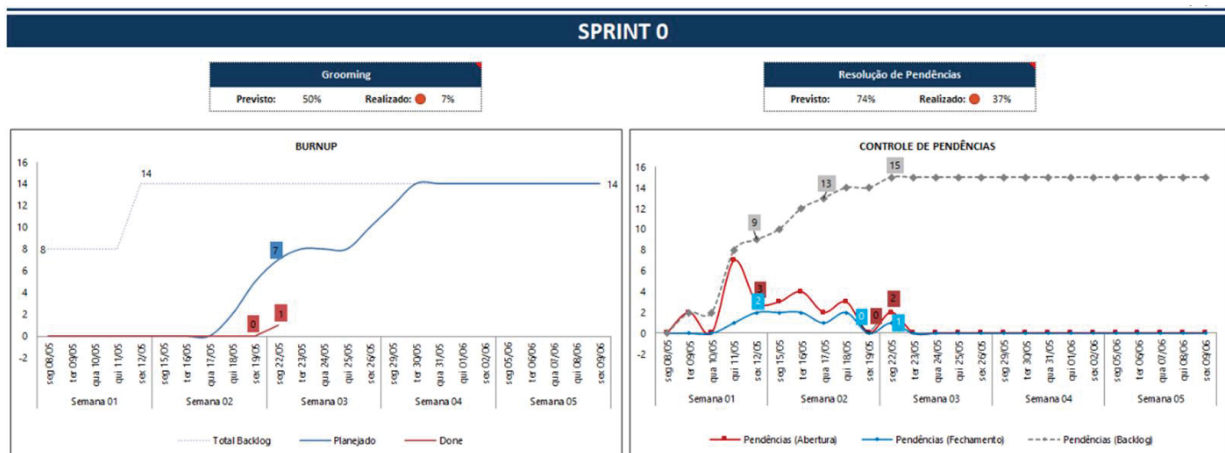 SPRINT 0
Grooming
Previsto: 50% Realizado: 7%
Resolução de Pendências
Previsto: 74% Realizado: 37%
BURNUP
16
14
12
10
8
6
4
2
0
-2
8
14
7
0
1
14
seg 08/05
ter 09/05
qua 10/05
qui 11/05
sex 12/05
seg 15/05
ter 16/05
qua 17/05
qui 18/05
sex 19/05
seg 22/05
ter 23/05
qua 24/05
qui 25/05
sex 26/05
seg 29/05
ter 30/05
qua 31/05
qui 01/06
sex 02/06
seg 05/06
ter 06/06
qua 07/06
qui 08/06
sex 09/06
Semana 01 Semana 02 Semana 03 Semana 04 Semana 05
Total Backlog Planejado Done
CONTROLE DE PENDÊNCIAS
16
14
12
10
8
6
4
2
0
-2
9
13
15
3
2
0
0
2
1
seg 08/05
ter 09/05
qua 10/05
qui 11/05
sex 12/05
seg 15/05
ter 16/05
qua 17/05
qui 18/05
sex 19/05
seg 22/05
ter 23/05
qua 24/05
qui 25/05
sex 26/05
seg 29/05
ter 30/05
qua 31/05
qui 01/06
sex 02/06
seg 05/06
ter 06/06
qua 07/06
qui 08/06
sex 09/06
Semana 01 Semana 02 Semana 03 Semana 04 Semana 05
Pendências (Abertura) Pendências (Fechamento) Pendências (Backlog)